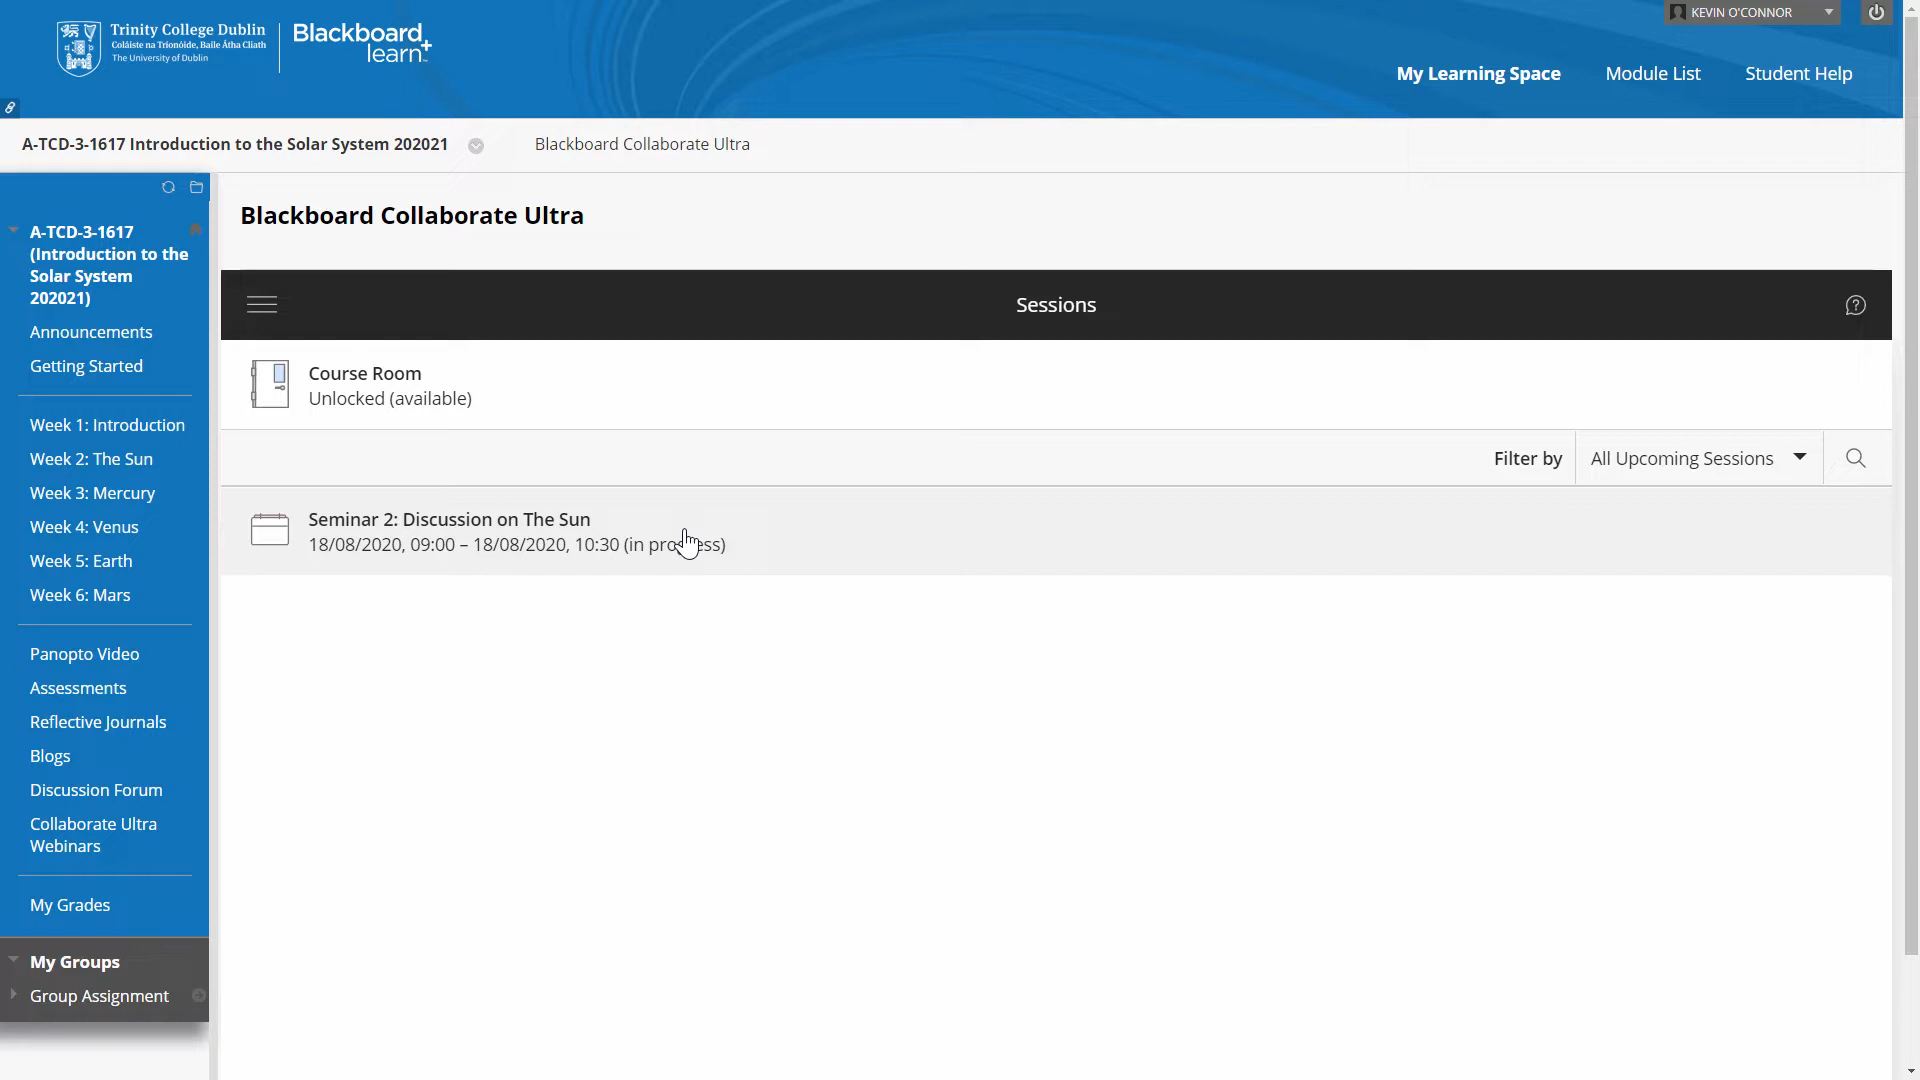 Trinity College Dublin
Coláiste na Tríonóide, Baile Átha Cliath
The University of Dublin
Blackboard
learn+
KEVIN O'CONNOR
My Learning Space
Module List
Student Help
A-TCD-3-1617 Introduction to the Solar System 202021
Blackboard Collaborate Ultra
Blackboard Collaborate Ultra
A-TCD-3-1617
(Introduction to the
Solar System
202021)
Announcements
Getting Started
Week 1: Introduction
Week 2: The Sun
Week 3: Mercury
Week 4: Venus
Week 5: Earth
Week 6: Mars
Panopto Video
Assessments
Reflective Journals
Blogs
Discussion Forum
Collaborate Ultra
Webinars
My Grades
My Groups
Group Assignment
Sessions
Course Room
Unlocked (available)
Filter by
All Upcoming Sessions
Seminar 2: Discussion on The Sun
18/08/2020, 09:00 – 18/08/2020, 10:30 (in progress)